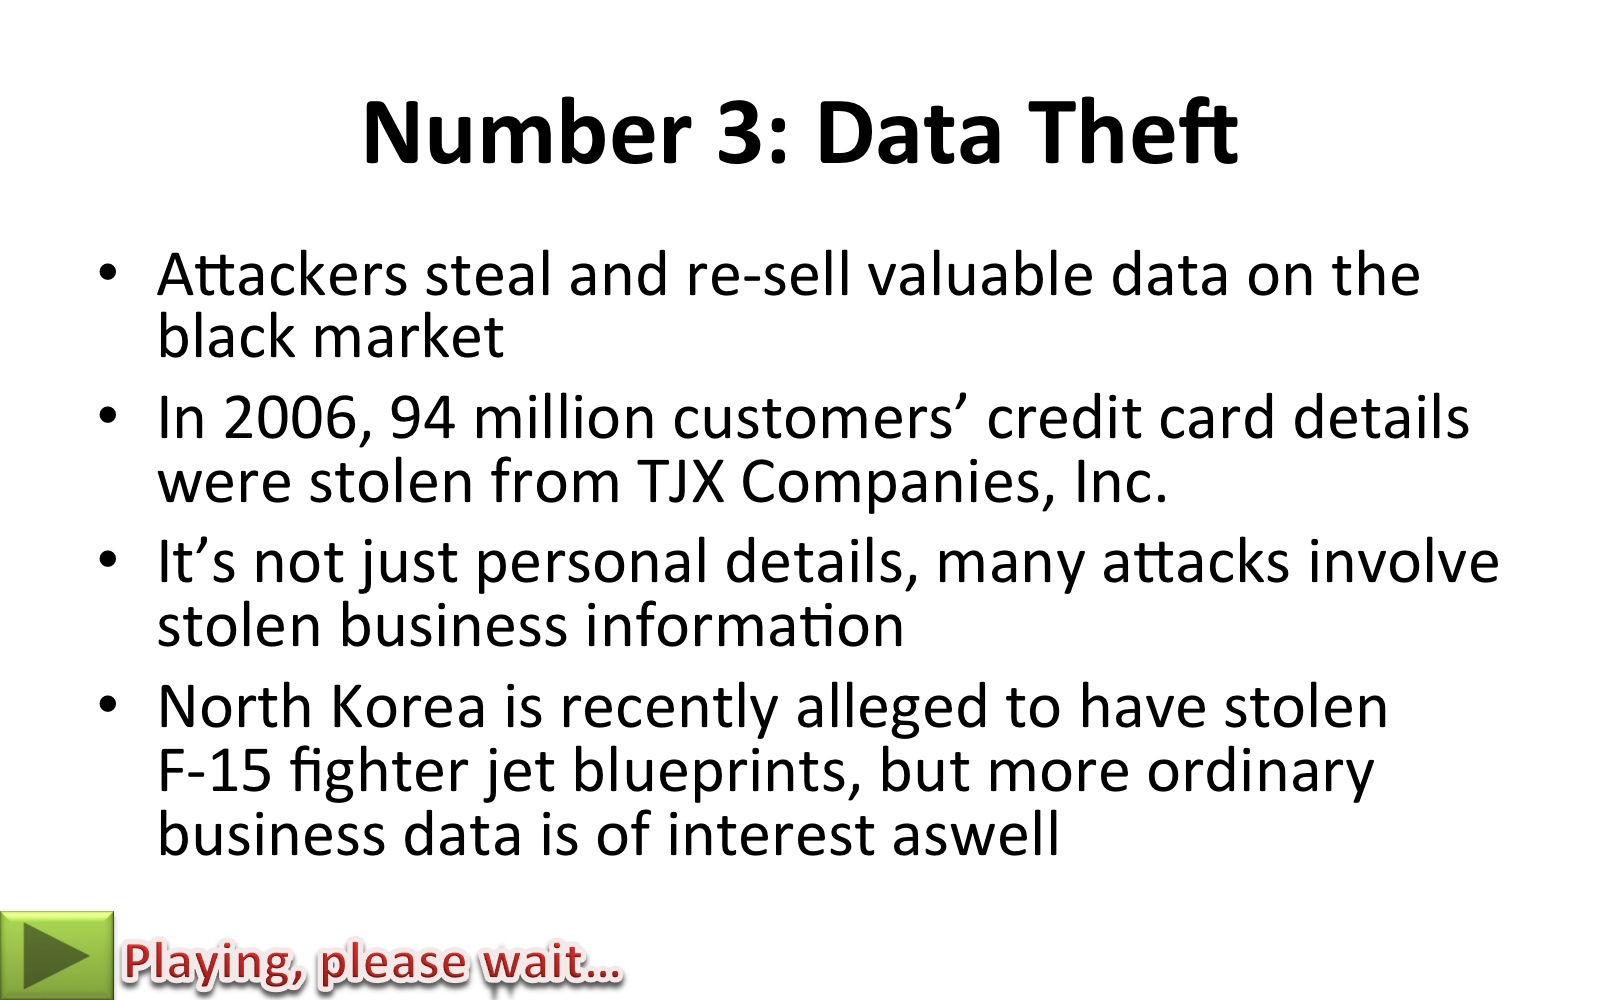 Number 3: Data Theft
• Attackers steal and re-sell valuable data on the
black market
• In 2006, 94 million customers’ credit card details
were stolen from TJX Companies, Inc.
• It’s not just personal details, many attacks involve
stolen business information
• North Korea is recently alleged to have stolen
F-15 fighter jet blueprints, but more ordinary
business data is of interest aswell
Playing, please wait...